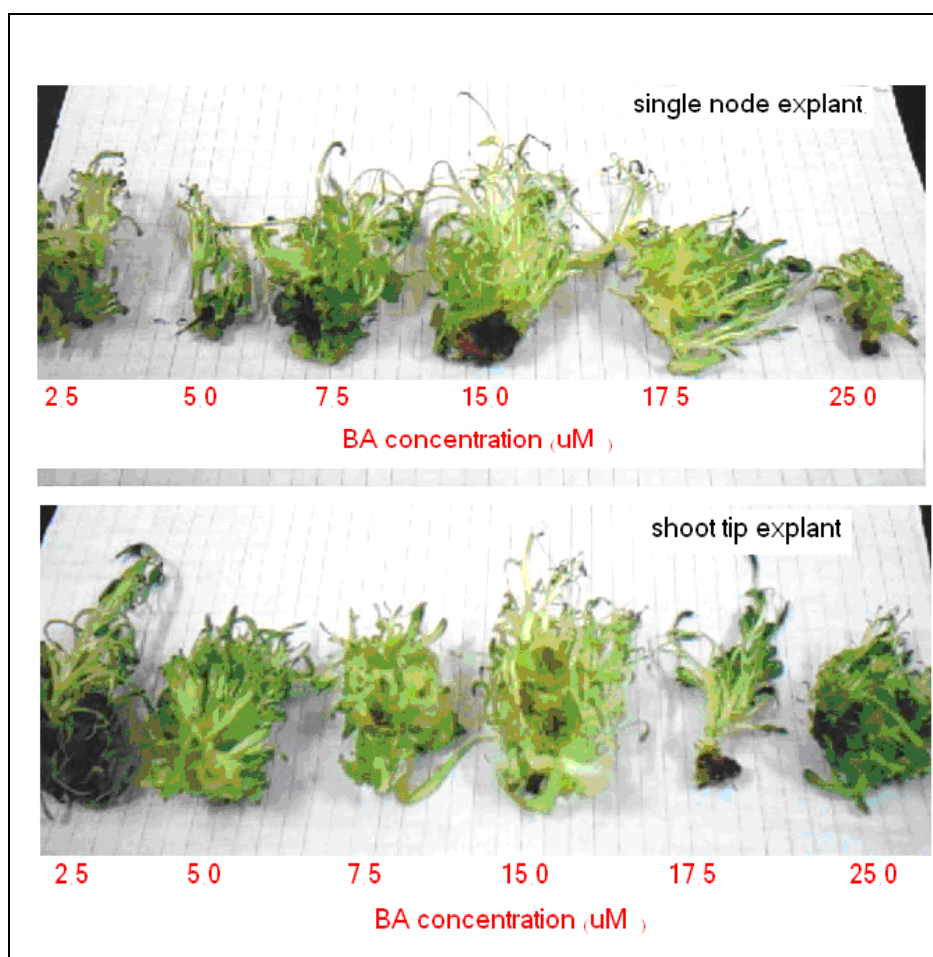 single node explant
2.5 5.0 7.5 15.0 17.5 25.0
BA concentration (uM )
shoot tip explant
2.5 5.0 7.5 15.0 17.5 25.0
BA concentration (uM )